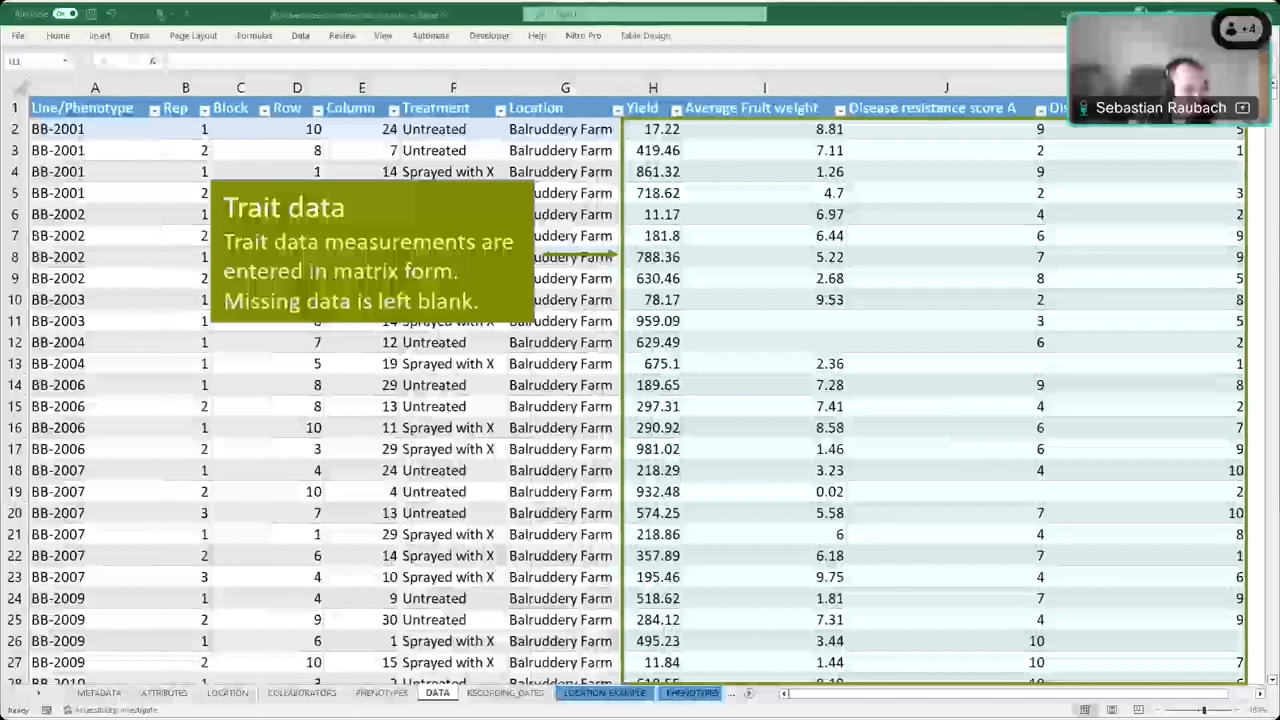 On
File Home Insert Draw Page Layout Formulas Data Review View Automate Developer Help Nitro Pro Table Design
fx
A B C D E F G H I J
1 Line/Phenotype Rep Block Row Column Treatment Location Yield Average Fruit weight Disease resistance score A Dis
2 BB-2001 1 10 24 Untreated Balruddery Farm 17.22 8.81 9 5
3 BB-2001 2 8 7 Untreated Balruddery Farm 419.46 7.11 2 1
4 BB-2001 1 1 14 Sprayed with X Balruddery Farm 861.32 1.26 9
5 BB-2001 2 uddery Farm 718.62 4.7 2 3
6 BB-2002 1 uddery Farm 11.17 6.97 4 2
7 BB-2002 2 uddery Farm 181.8 6.44 6 9
8 BB-2002 1 uddery Farm 788.36 5.22 7 9
9 BB-2002 2 uddery Farm 630.46 2.68 8 5
10 BB-2003 1 uddery Farm 78.17 9.53 2 8
11 BB-2003 1 14 Sprayed with X Balruddery Farm 959.09 3 5
12 BB-2004 1 7 12 Untreated Balruddery Farm 629.49 6 2
13 BB-2004 1 5 19 Sprayed with X Balruddery Farm 675.1 2.36 1
14 BB-2006 1 8 29 Untreated Balruddery Farm 189.65 7.28 9 8
15 BB-2006 2 8 13 Untreated Balruddery Farm 297.31 7.41 4 2
16 BB-2006 1 10 11 Sprayed with X Balruddery Farm 290.92 8.58 6 7
17 BB-2006 2 3 29 Sprayed with X Balruddery Farm 981.02 1.46 6 9
18 BB-2007 1 4 24 Untreated Balruddery Farm 218.29 3.23 4 10
19 BB-2007 2 10 4 Untreated Balruddery Farm 932.48 0.02 2
20 BB-2007 3 7 13 Untreated Balruddery Farm 574.25 5.58 7 10
21 BB-2007 1 1 29 Sprayed with X Balruddery Farm 218.86 6 4 8
22 BB-2007 2 6 14 Sprayed with X Balruddery Farm 357.89 6.18 7 1
23 BB-2007 3 4 10 Sprayed with X Balruddery Farm 195.46 9.75 4 6
24 BB-2009 1 4 9 Untreated Balruddery Farm 518.62 1.81 7 9
25 BB-2009 2 9 30 Untreated Balruddery Farm 284.12 7.31 4 9
26 BB-2009 1 6 1 Sprayed with X Balruddery Farm 495.23 3.44 10
27 BB-2009 2 10 15 Sprayed with X Balruddery Farm 11.84 1.44 10 7
Trait data
Trait data measurements are
entered in matrix form.
Missing data is left blank.
+4
Sebastian Raubach
METADATA ATTRIBUTES LOCATION COLLABORATORS PHENOTYPES DATA RECORDING_DATES LOCATION_EXAMPLE PHENOTYPES ...
Ready Accessibility: Investigate